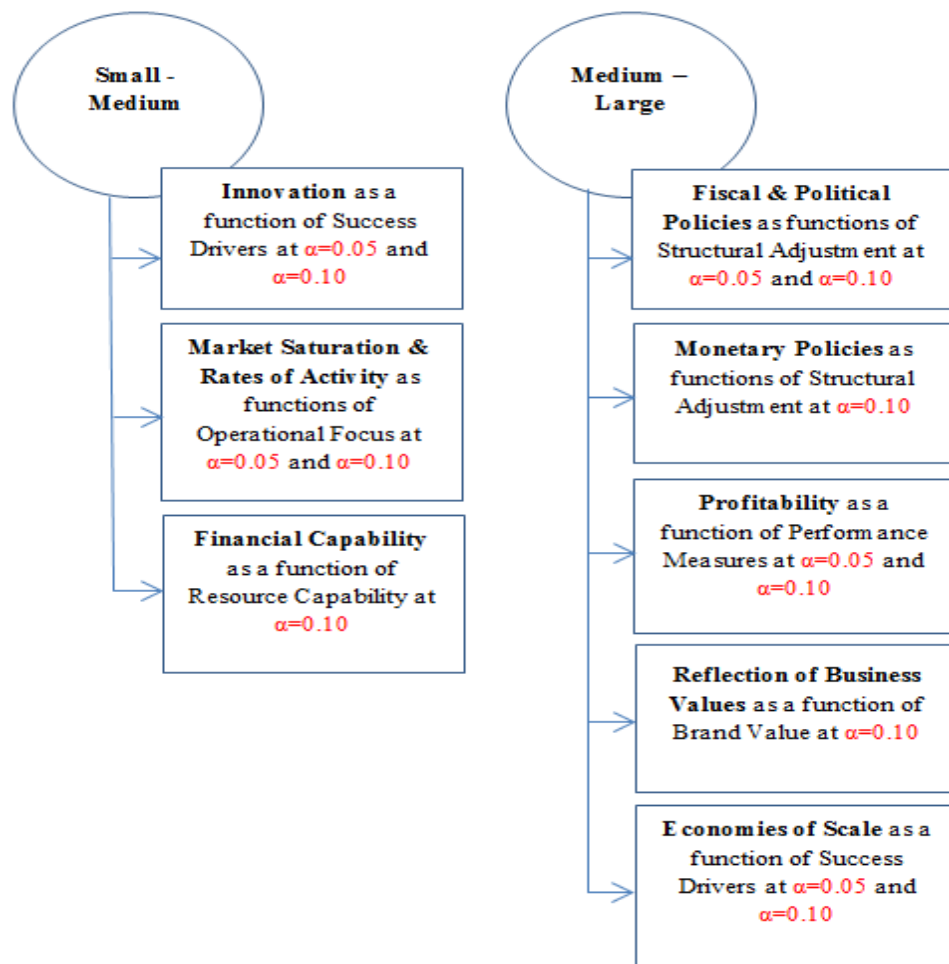 Small -
Medium
Innovation as a
function of Success
Drivers at α=0.05 and
α=0.10
Market Saturation &
Rates of Activity as
functions of
Operational Focus at
α=0.05 and α=0.10
Financial Capability
as a function of
Resource Capability at
α=0.10
Medium –
Large
Fiscal & Political
Policies as functions of
Structural Adjustment at
α=0.05 and α=0.10
Monetary Policies as
functions of Structural
Adjustment at α=0.10
Profitability as a
function of Performance
Measures at α=0.05 and
α=0.10
Reflection of Business
Values as a function of
Brand Value at α=0.10
Economies of Scale as a
function of Success
Drivers at α=0.05 and
α=0.10